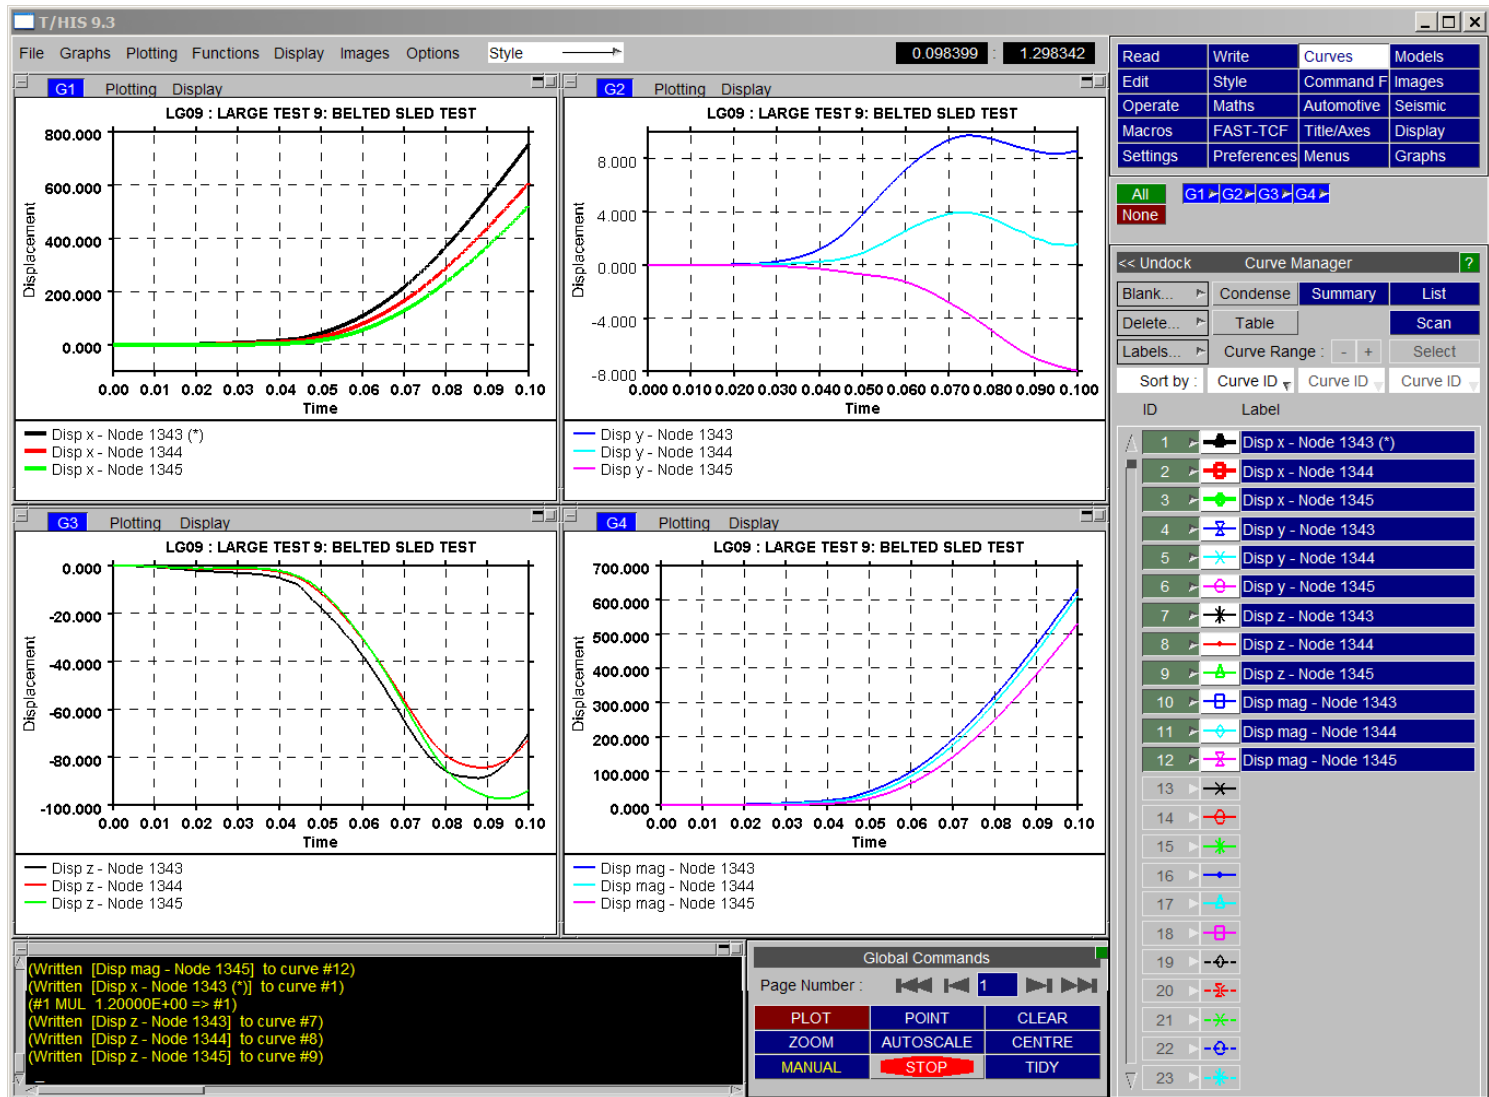 T/HIS 9.3
File Graphs Plotting Functions Display Images Options Style 0.098399 : 1.298342
G1 Plotting Display
LG09 : LARGE TEST 9: BELTED SLED TEST
800.000
600.000
400.000
200.000
0.000
Displacement
0.00 0.01 0.02 0.03 0.04 0.05 0.06 0.07 0.08 0.09 0.10
Time
Disp x - Node 1343 (*)
Disp x - Node 1344
Disp x - Node 1345
G2 Plotting Display
LG09 : LARGE TEST 9: BELTED SLED TEST
8.000
4.000
0.000
-4.000
-8.000
Displacement
0.000 0.010 0.020 0.030 0.040 0.050 0.060 0.070 0.080 0.090 0.100
Time
Disp y - Node 1343
Disp y - Node 1344
Disp y - Node 1345
G3 Plotting Display
LG09 : LARGE TEST 9: BELTED SLED TEST
0.000
-20.000
-40.000
-60.000
-80.000
-100.000
Displacement
0.00 0.01 0.02 0.03 0.04 0.05 0.06 0.07 0.08 0.09 0.10
Time
Disp z - Node 1343
Disp z - Node 1344
Disp z - Node 1345
G4 Plotting Display
LG09 : LARGE TEST 9: BELTED SLED TEST
700.000
600.000
500.000
400.000
300.000
200.000
100.000
0.000
Displacement
0.00 0.01 0.02 0.03 0.04 0.05 0.06 0.07 0.08 0.09 0.10
Time
Disp mag - Node 1343
Disp mag - Node 1344
Disp mag - Node 1345
(Written [Disp mag - Node 1345] to curve #12)
(Written [Disp x - Node 1343 (*)] to curve #1)
(#1 MUL 1.20000E+00 => #1)
(Written [Disp z - Node 1343] to curve #7)
(Written [Disp z - Node 1344] to curve #8)
(Written [Disp z - Node 1345] to curve #9)
Global Commands
Page Number : 1
PLOT POINT CLEAR
ZOOM AUTOSCALE CENTRE
MANUAL STOP TIDY
Read Write Curves Models
Edit Style Command F Images
Operate Maths Automotive Seismic
Macros FAST-TCF Title/Axes Display
Settings Preferences Menus Graphs
All G1 G2 G3 G4
None
<< Undock Curve Manager ?
Blank... Condense Summary List
Delete... Table Scan
Labels... Curve Range : - + Select
Sort by : Curve ID Curve ID Curve ID
ID Label
1 Disp x - Node 1343 (*)
2 Disp x - Node 1344
3 Disp x - Node 1345
4 Disp y - Node 1343
5 Disp y - Node 1344
6 Disp y - Node 1345
7 Disp z - Node 1343
8 Disp z - Node 1344
9 Disp z - Node 1345
10 Disp mag - Node 1343
11 Disp mag - Node 1344
12 Disp mag - Node 1345
13
14
15
16
17
18
19
20
21
22
23